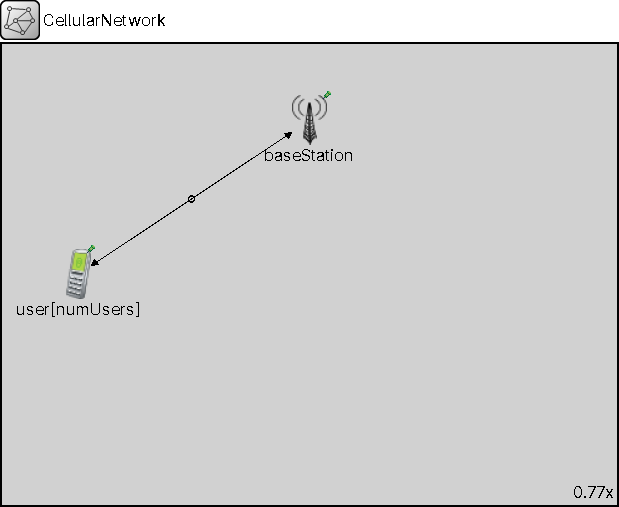 CellularNetwork
baseStation
user[numUsers]
0.77x